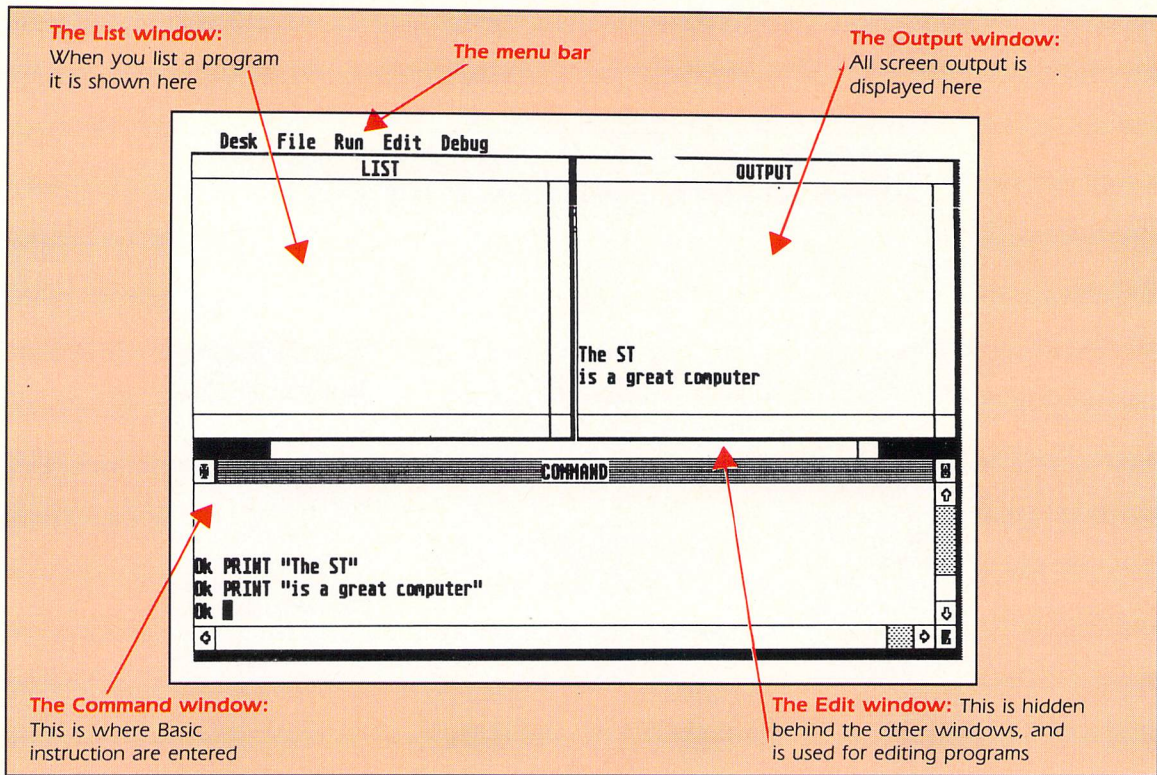 The List window:
When you list a program
it is shown here
The menu bar
The Output window:
All screen output is
displayed here
Desk File Run Edit Debug
LIST
OUTPUT
The ST
is a great computer
COMMAND
Ok PRINT "The ST"
Ok PRINT "is a great computer"
Ok
The Command window:
This is where Basic
instruction are entered
The Edit window: This is hidden
behind the other windows, and
is used for editing programs